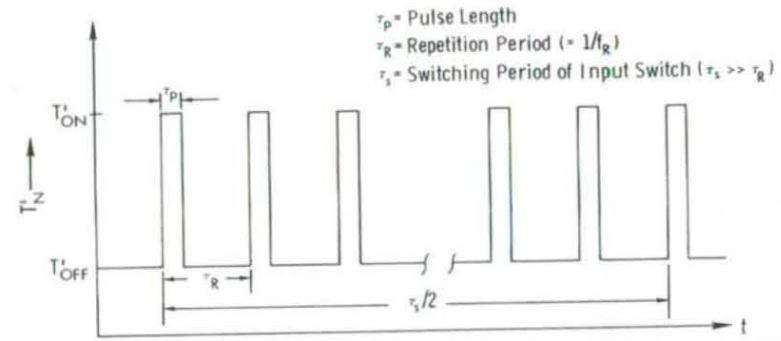 τp = Pulse Length
τR = Repetition Period (= 1/fR)
τs = Switching Period of Input Switch (τs >> τR)
τp
T'ON
T'N
T'OFF
τR
τs/2
t